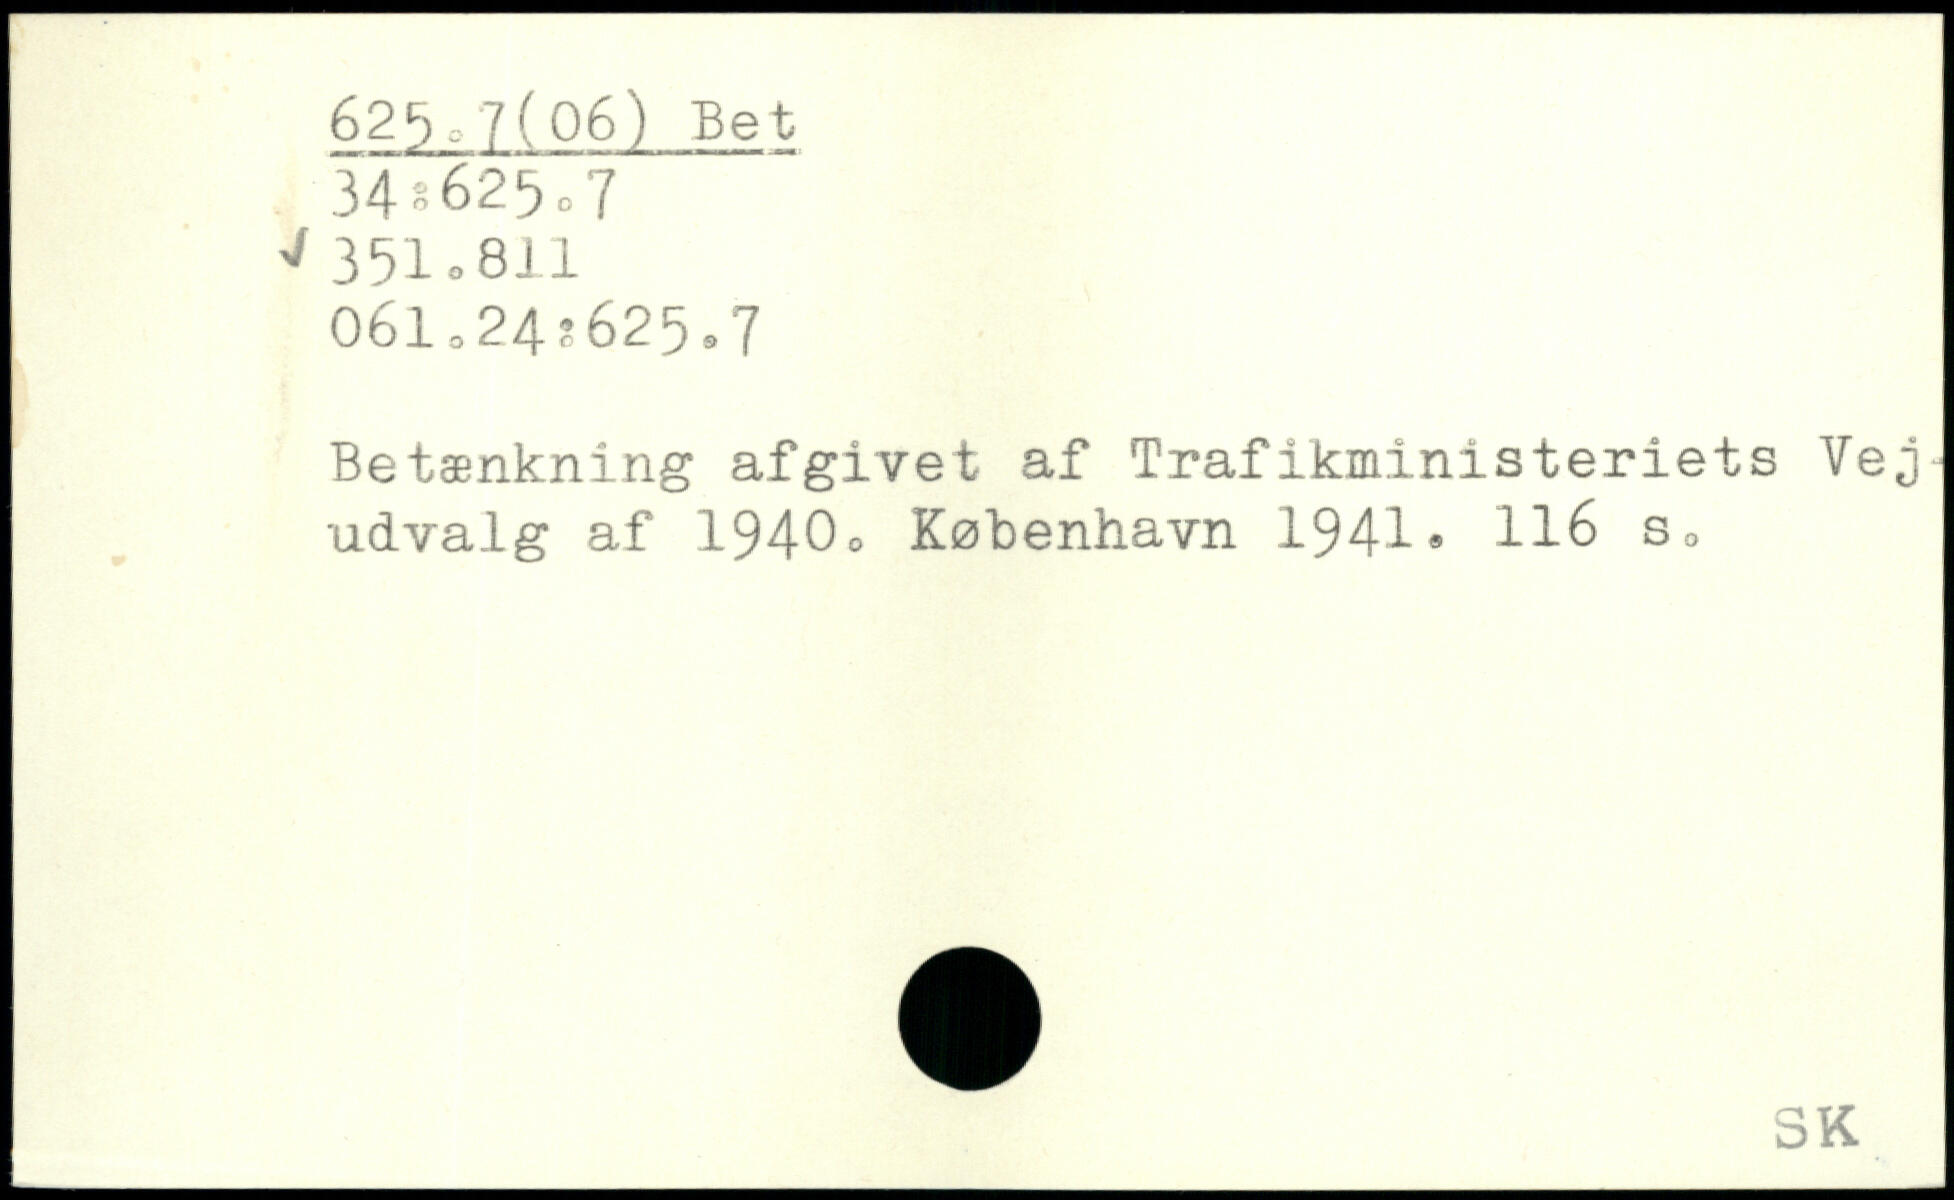 625.7(06) Bet
34:625.7
✓ 351.811
061.24:625.7
Betænkning afgivet af Trafikministeriets Vej-
udvalg af 1940. København 1941. 116 s.
SK